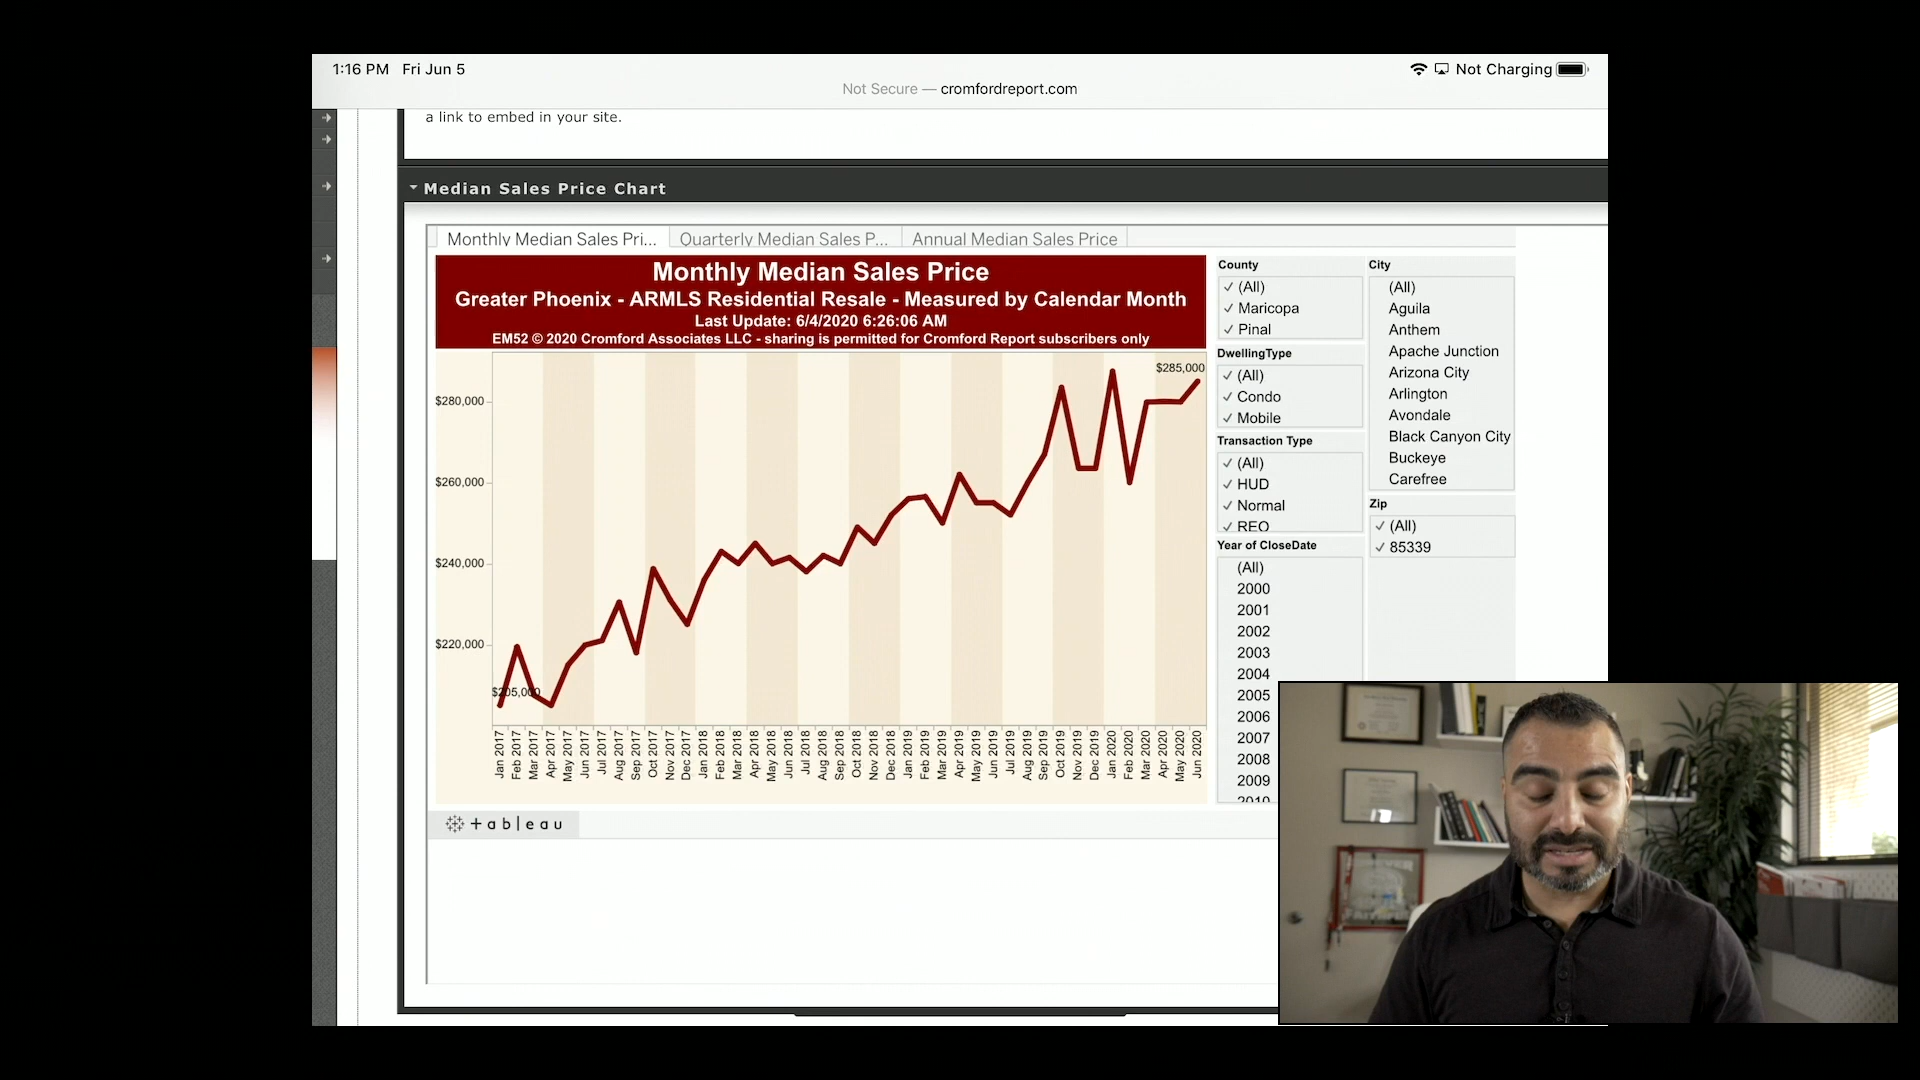 1:16 PM Fri Jun 5
Not Charging
Not Secure — cromfordreport.com
a link to embed in your site.
Median Sales Price Chart
Monthly Median Sales Pri...
Quarterly Median Sales P...
Annual Median Sales Price
Monthly Median Sales Price
Greater Phoenix - ARMLS Residential Resale - Measured by Calendar Month
Last Update: 6/4/2020 6:26:06 AM
EM52 © 2020 Cromford Associates LLC - sharing is permitted for Cromford Report subscribers only
$285,000
$280,000
$260,000
$240,000
$220,000
$205,000
Jan 2017
Feb 2017
Mar 2017
Apr 2017
May 2017
Jun 2017
Jul 2017
Aug 2017
Sep 2017
Oct 2017
Nov 2017
Dec 2017
Jan 2018
Feb 2018
Mar 2018
Apr 2018
May 2018
Jun 2018
Jul 2018
Aug 2018
Sep 2018
Oct 2018
Nov 2018
Dec 2018
Jan 2019
Feb 2019
Mar 2019
Apr 2019
May 2019
Jun 2019
Jul 2019
Aug 2019
Sep 2019
Oct 2019
Nov 2019
Dec 2019
Jan 2020
Feb 2020
Mar 2020
Apr 2020
May 2020
Jun 2020
County
(All)
Maricopa
Pinal
DwellingType
(All)
Condo
Mobile
Transaction Type
(All)
HUD
Normal
REO
Year of CloseDate
(All)
2000
2001
2002
2003
2004
2005
2006
2007
2008
2009
2010
City
(All)
Aguila
Anthem
Apache Junction
Arizona City
Arlington
Avondale
Black Canyon City
Buckeye
Carefree
Zip
(All)
85339
+ableau